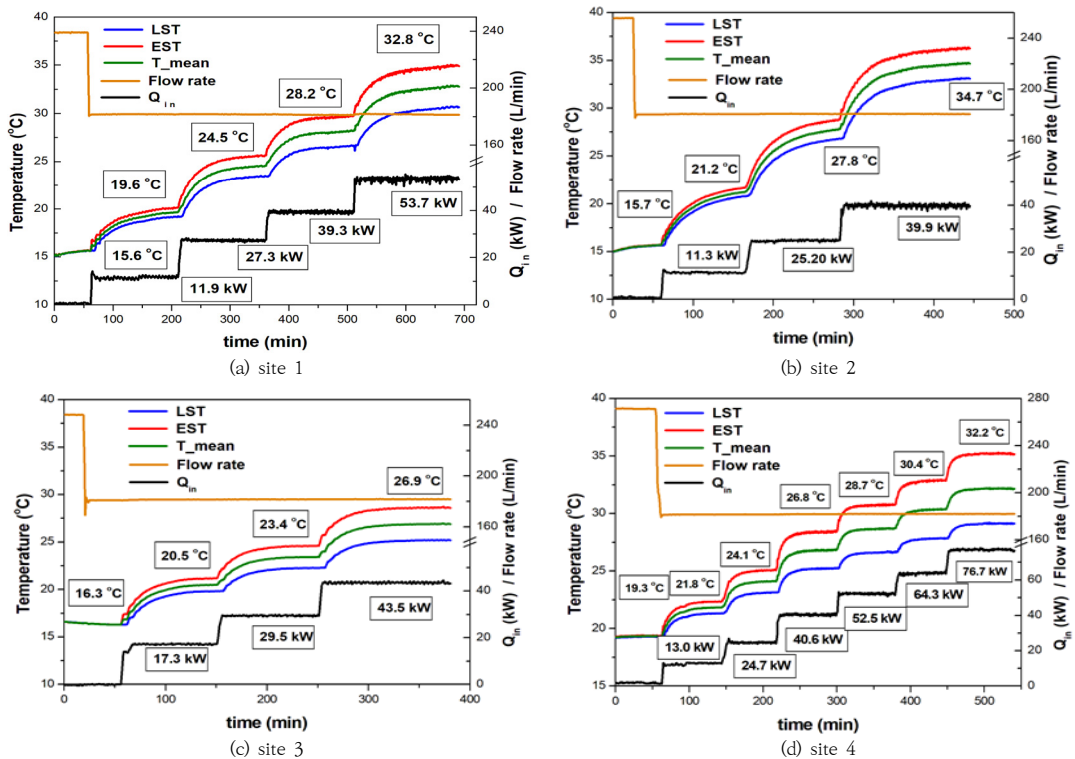 LST
EST
T_mean
Flow rate
Q_in
32.8 °C
28.2 °C
24.5 °C
19.6 °C
15.6 °C
53.7 kW
39.3 kW
27.3 kW
11.9 kW
Temperature (°C)
Q_in (kW) / Flow rate (L/min)
40
35
30
25
20
15
10
240
200
160
60
40
20
0
0 100 200 300 400 500 600 700
time (min)
(a) site 1
LST
EST
T_mean
Flow rate
Q_in
34.7 °C
27.8 °C
21.2 °C
15.7 °C
39.9 kW
25.20 kW
11.3 kW
Temperature (°C)
Q_in (kW) / Flow rate (L/min)
40
35
30
25
20
15
10
240
200
160
60
40
20
0
0 100 200 300 400 500
time (min)
(b) site 2
LST
EST
T_mean
Flow rate
Q_in
26.9 °C
23.4 °C
20.5 °C
16.3 °C
43.5 kW
29.5 kW
17.3 kW
Temperature (°C)
Q_in (kW) / Flow rate (L/min)
40
35
30
25
20
15
10
240
200
160
60
40
20
0
0 100 200 300 400
time (min)
(c) site 3
LST
EST
T_mean
Flow rate
Q_in
32.2 °C
30.4 °C
28.7 °C
26.8 °C
24.1 °C
21.8 °C
19.3 °C
76.7 kW
64.3 kW
52.5 kW
40.6 kW
24.7 kW
13.0 kW
Temperature (°C)
Q_in (kW) / Flow rate (L/min)
40
35
30
25
20
15
280
240
200
160
80
40
0
0 100 200 300 400 500
time (min)
(d) site 4